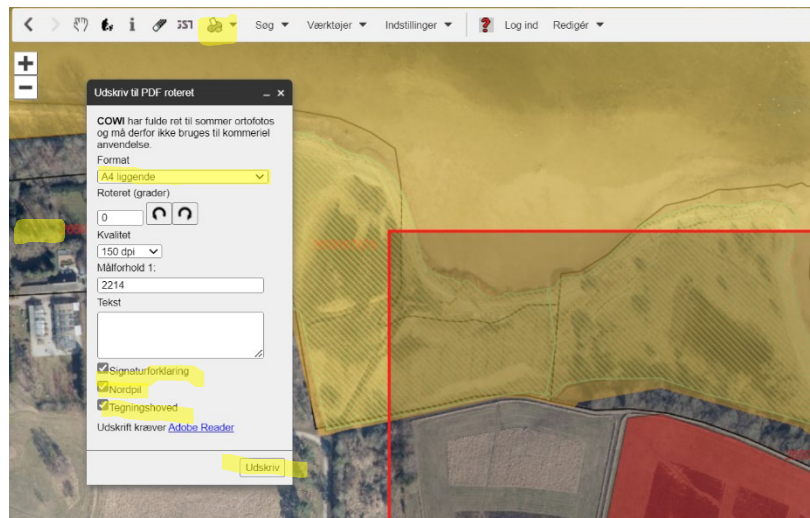 Søg Værktøjer Indstillinger ? Log ind Redigér
+
−
Udskriv til PDF roteret
COWI har fulde ret til sommer ortofotos
og må derfor ikke bruges til kommeriel
anvendelse.
Format
A4 liggende
Roteret (grader)
0
Kvalitet
150 dpi
Målforhold 1:
2214
Tekst
Signaturforklaring
Nordpil
Tegningshoved
Udskrift kræver Adobe Reader
Udskriv